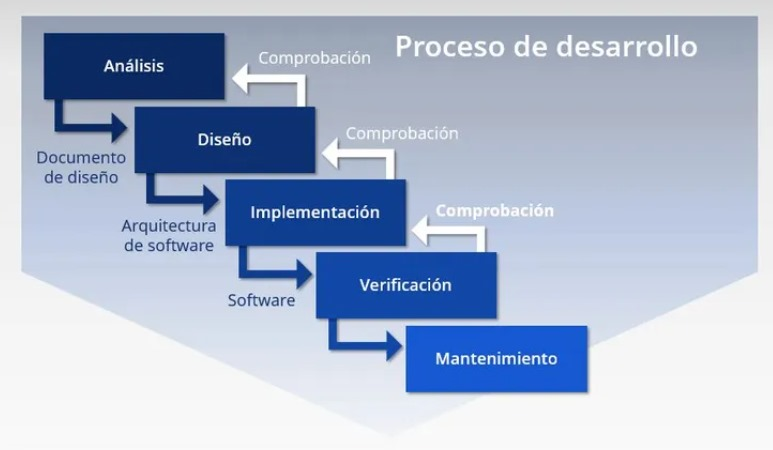 Proceso de desarrollo
Análisis
Comprobación
Documento
de diseño
Diseño
Comprobación
Arquitectura
de software
Implementación
Comprobación
Software
Verificación
Mantenimiento